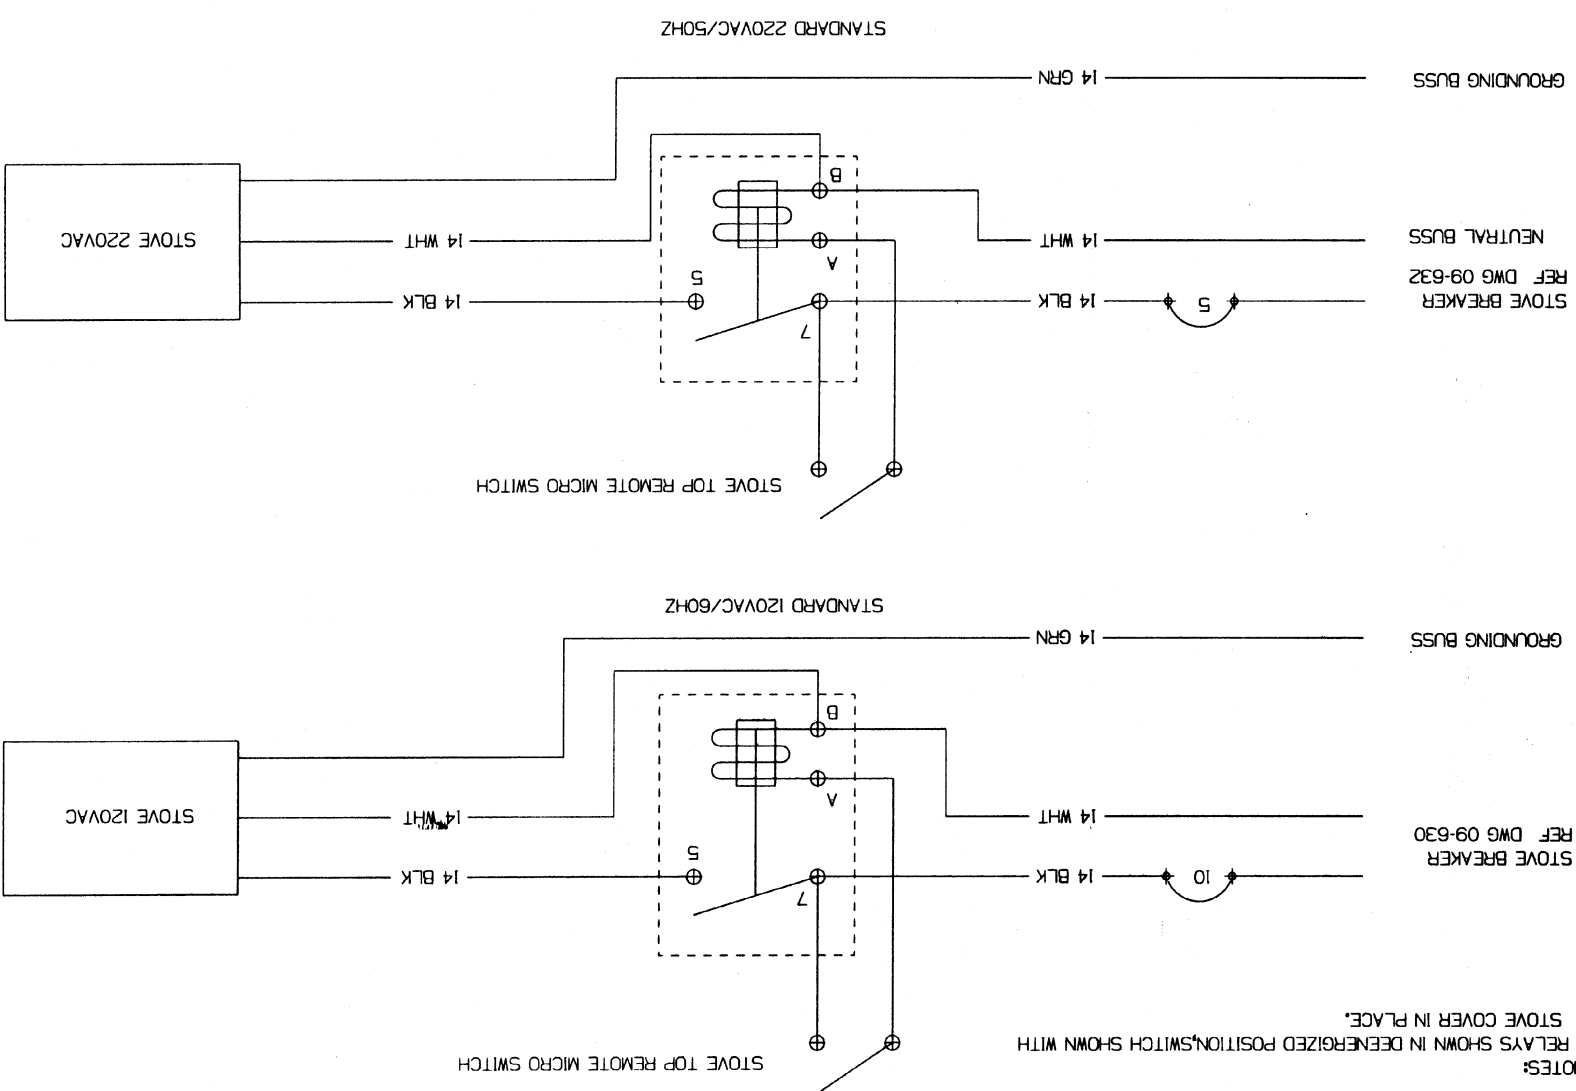 NOTES:
RELAYS SHOWN IN DEENERGIZED POSITION,SWITCH SHOWN WITH
STOVE COVER IN PLACE.
STOVE TOP REMOTE MICRO SWITCH
7
STOVE BREAKER
REF DWG 09-630
10
14 BLK
5
14 BLK
A
14 WHT
14 WHT
STOVE 120VAC
B
GROUNDING BUSS
14 GRN
STANDARD 120VAC/60HZ
STOVE TOP REMOTE MICRO SWITCH
7
STOVE BREAKER
REF DWG 09-632
5
14 BLK
5
14 BLK
A
NEUTRAL BUSS
14 WHT
14 WHT
STOVE 220VAC
B
GROUNDING BUSS
14 GRN
STANDARD 220VAC/50HZ